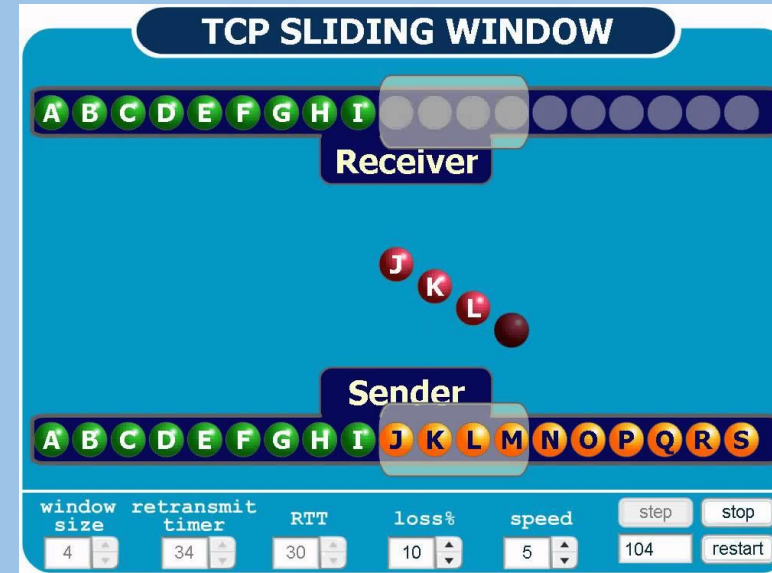 TCP SLIDING WINDOW
A B C D E F G H I
Receiver
J
K
L
Sender
A B C D E F G H I J K L M N O P Q R S
window size
retransmit timer
RTT
loss%
speed
step
stop
4
34
30
10
5
104
restart